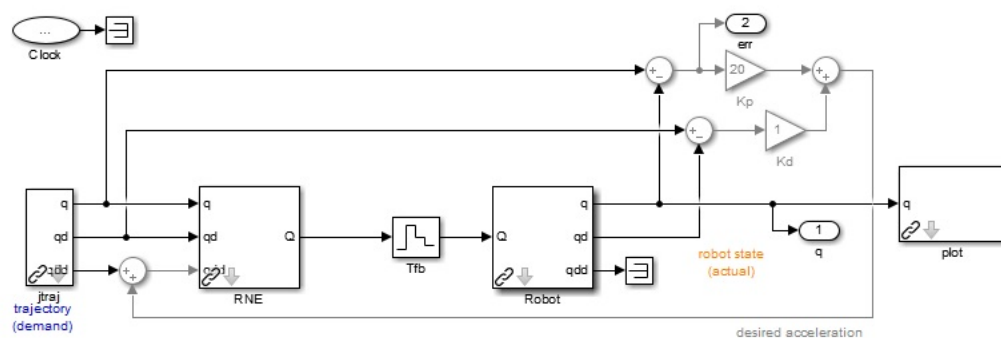 ...
Clock
2
err
20
Kp
1
Kd
q
qd
qdd
jtraj
trajectory
(demand)
q
qd
qdd
Q
RNE
Tfb
Q
q
qd
qdd
Robot
robot state
(actual)
1
q
q
plot
desired acceleration